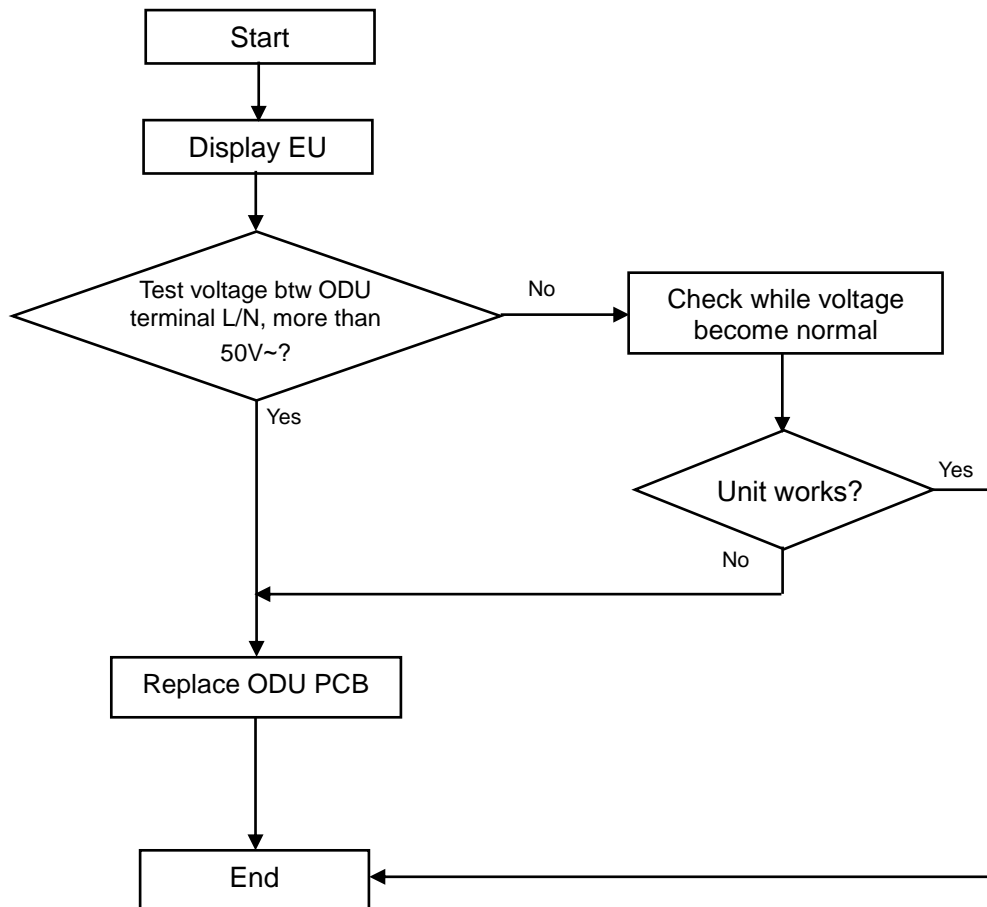 Start
Display EU
Test voltage btw ODU
terminal L/N, more than
50V~?
No
Check while voltage
become normal
Yes
Unit works?
Yes
No
Replace ODU PCB
End